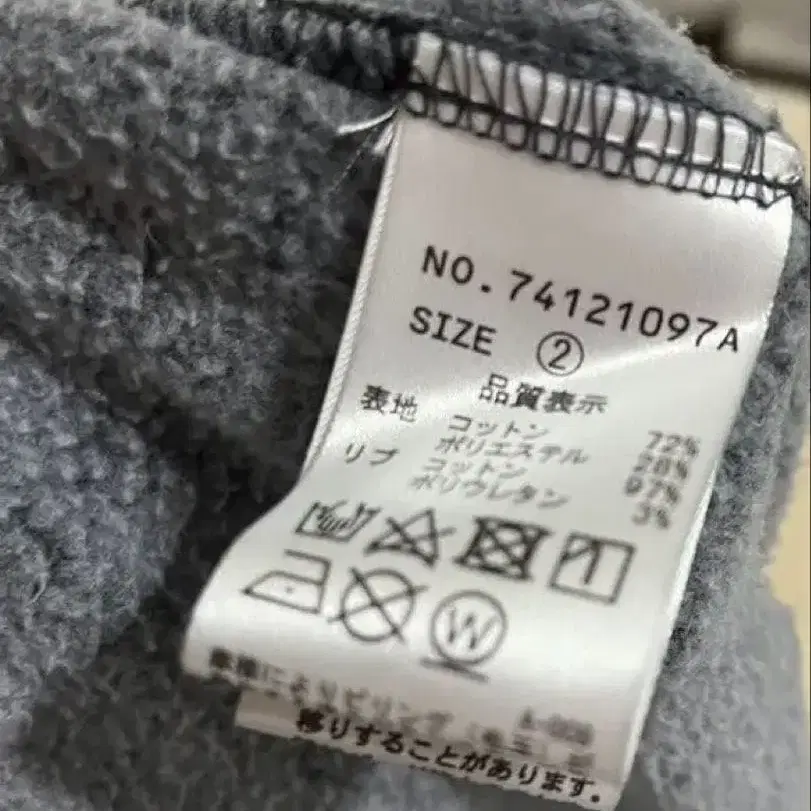 NO.74121097A
SIZE ②
品質表示
表地 コットン 72%
ポリエステル 28%
リブ コットン 97%
ポリウレタン 3%
W
によりピリング
移りすることがあります。